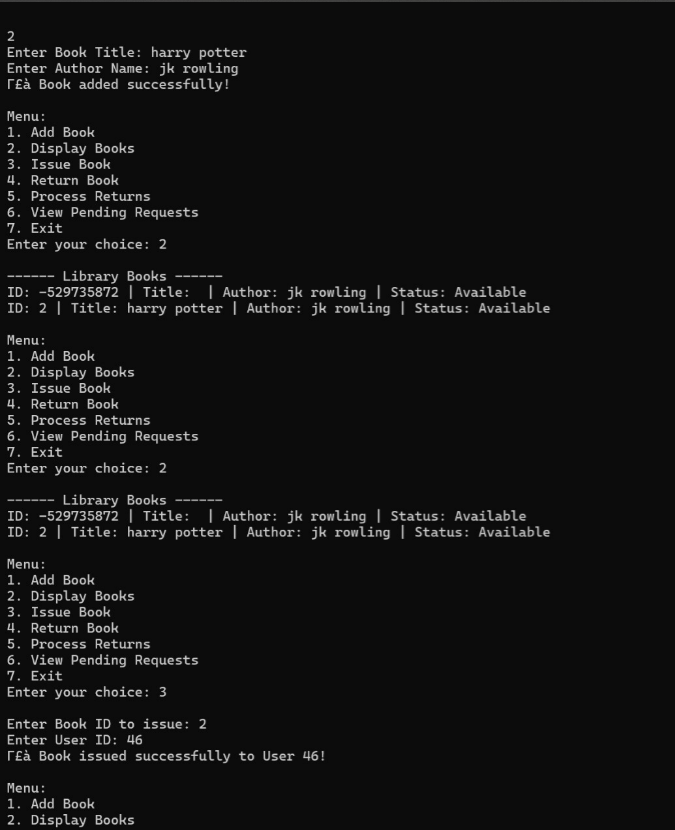 2
Enter Book Title: harry potter
Enter Author Name: jk rowling
Γ£à Book added successfully!
Menu:
1. Add Book
2. Display Books
3. Issue Book
4. Return Book
5. Process Returns
6. View Pending Requests
7. Exit
Enter your choice: 2
------ Library Books ------
ID: -529735872 | Title:  | Author: jk rowling | Status: Available
ID: 2 | Title: harry potter | Author: jk rowling | Status: Available
Menu:
1. Add Book
2. Display Books
3. Issue Book
4. Return Book
5. Process Returns
6. View Pending Requests
7. Exit
Enter your choice: 2
------ Library Books ------
ID: -529735872 | Title:  | Author: jk rowling | Status: Available
ID: 2 | Title: harry potter | Author: jk rowling | Status: Available
Menu:
1. Add Book
2. Display Books
3. Issue Book
4. Return Book
5. Process Returns
6. View Pending Requests
7. Exit
Enter your choice: 3
Enter Book ID to issue: 2
Enter User ID: 46
Γ£à Book issued successfully to User 46!
Menu:
1. Add Book
2. Display Books